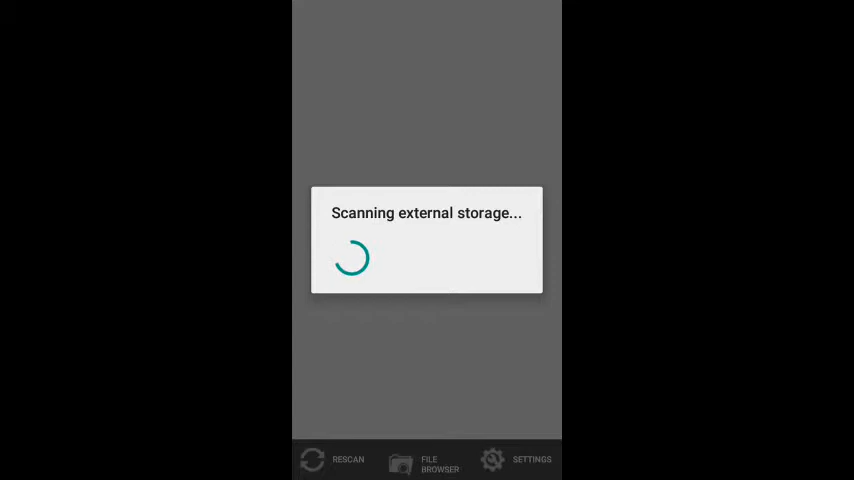 Scanning external storage...
RESCAN
FILE
BROWSER
SETTINGS